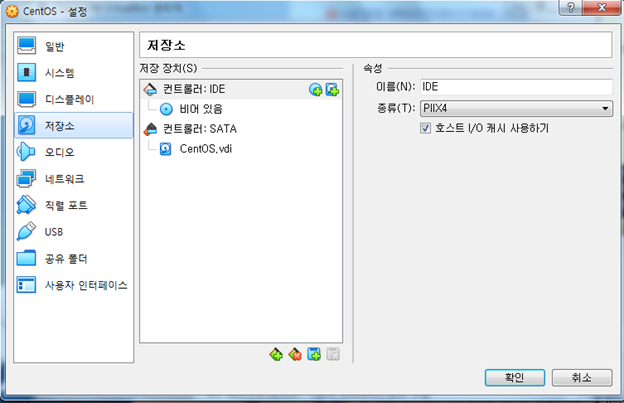 CentOS - 설정
일반
시스템
디스플레이
저장소
오디오
네트워크
직렬 포트
USB
공유 폴더
사용자 인터페이스
저장소
저장 장치(S)
컨트롤러: IDE
비어 있음
컨트롤러: SATA
CentOS.vdi
속성
이름(N): IDE
종류(T): PIIX4
호스트 I/O 캐시 사용하기
확인 취소